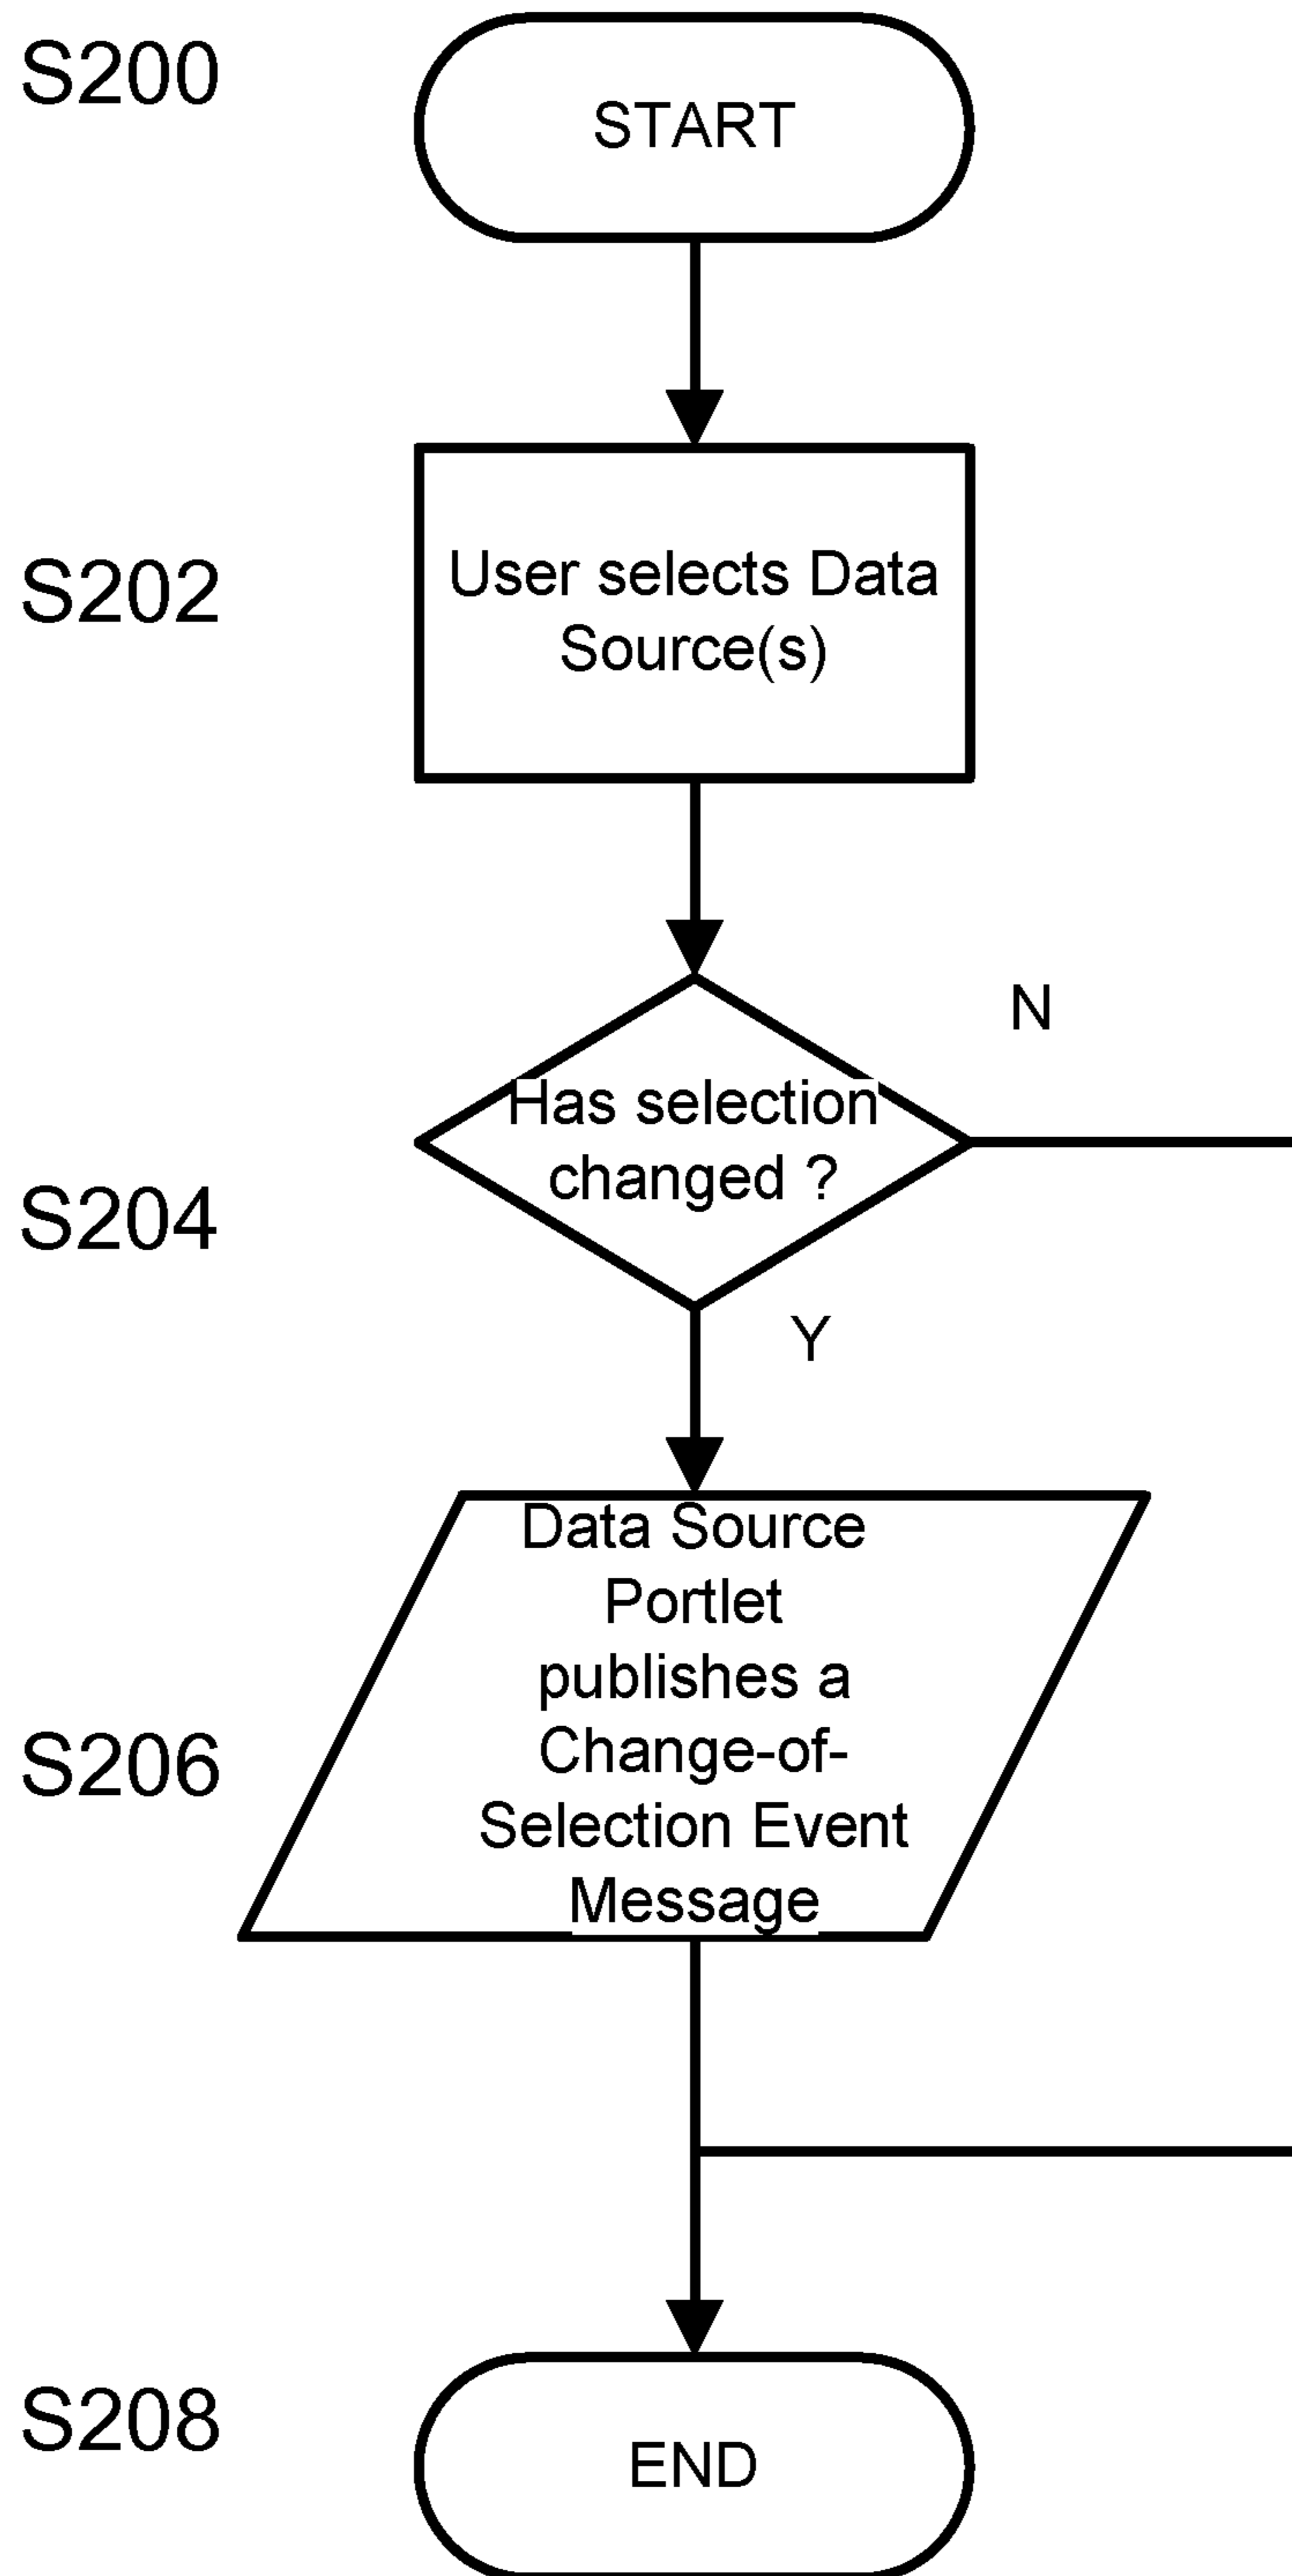 S200
START
S202
User selects Data
Source(s)
N
Has selection
changed ?
S204
Y
Data Source
Portlet
publishes a
Change-of-
Selection Event
Message
S206
S208
END